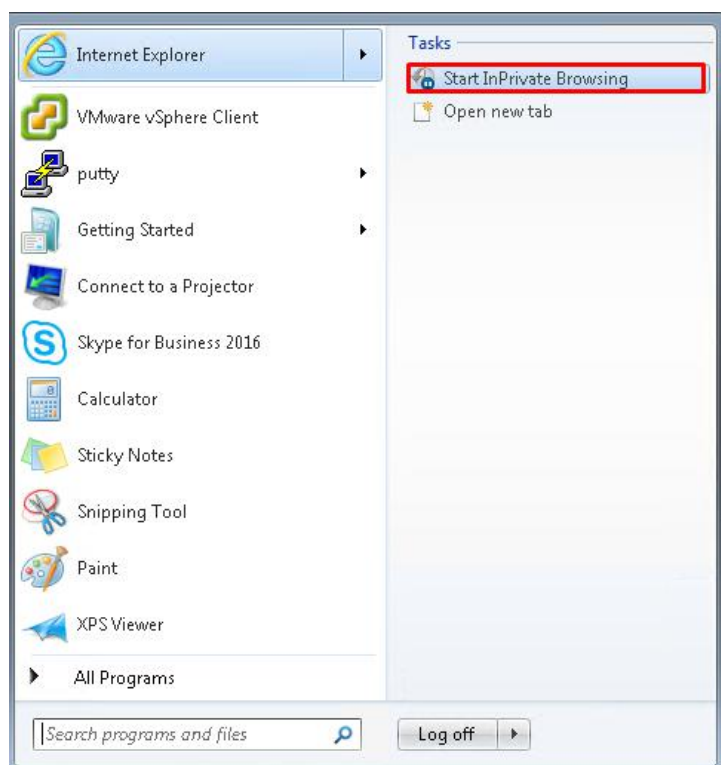 Internet Explorer
VMware vSphere Client
putty
Getting Started
Connect to a Projector
Skype for Business 2016
Calculator
Sticky Notes
Snipping Tool
Paint
XPS Viewer
All Programs
Search programs and files
Tasks
Start InPrivate Browsing
Open new tab
Log off